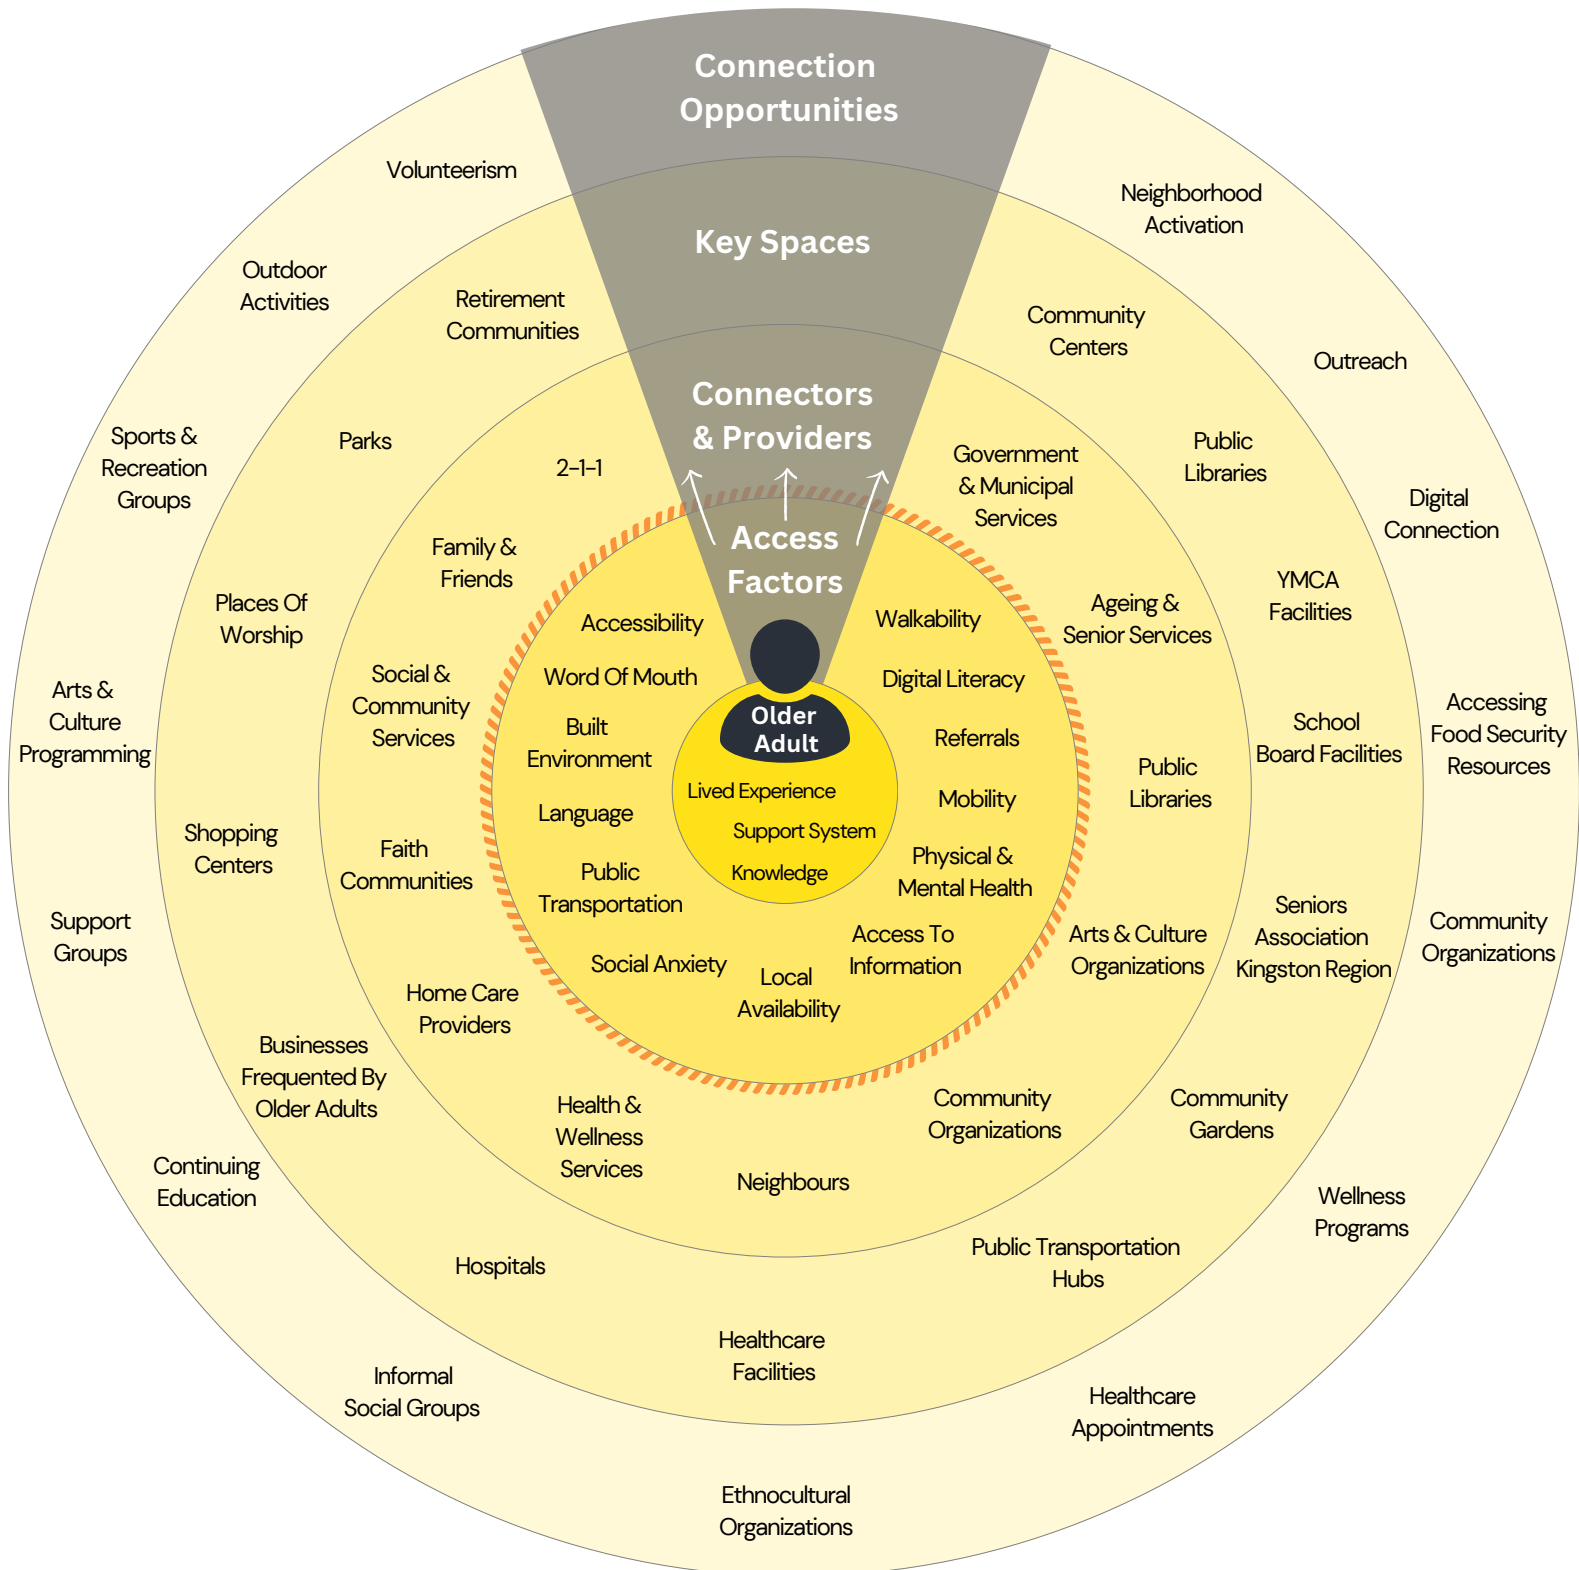 Connection
Opportunities
Key Spaces
Connectors
& Providers
Access
Factors
Older
Adult
Lived Experience
Support System
Knowledge
Walkability
Digital Literacy
Referrals
Mobility
Physical &
Mental Health
Access To
Information
Local
Availability
Social Anxiety
Public
Transportation
Language
Built
Environment
Word Of Mouth
Accessibility
Government
& Municipal
Services
Ageing &
Senior Services
Public
Libraries
Arts & Culture
Organizations
Community
Organizations
Neighbours
Health &
Wellness
Services
Home Care
Providers
Faith
Communities
Social &
Community
Services
Family &
Friends
2-1-1
Community
Centers
Public
Libraries
YMCA
Facilities
School
Board Facilities
Seniors
Association
Kingston Region
Community
Gardens
Public Transportation
Hubs
Healthcare
Facilities
Hospitals
Businesses
Frequented By
Older Adults
Shopping
Centers
Places Of
Worship
Parks
Retirement
Communities
Neighborhood
Activation
Outreach
Digital
Connection
Accessing
Food Security
Resources
Community
Organizations
Wellness
Programs
Healthcare
Appointments
Ethnocultural
Organizations
Informal
Social Groups
Continuing
Education
Support
Groups
Arts &
Culture
Programming
Sports &
Recreation
Groups
Outdoor
Activities
Volunteerism